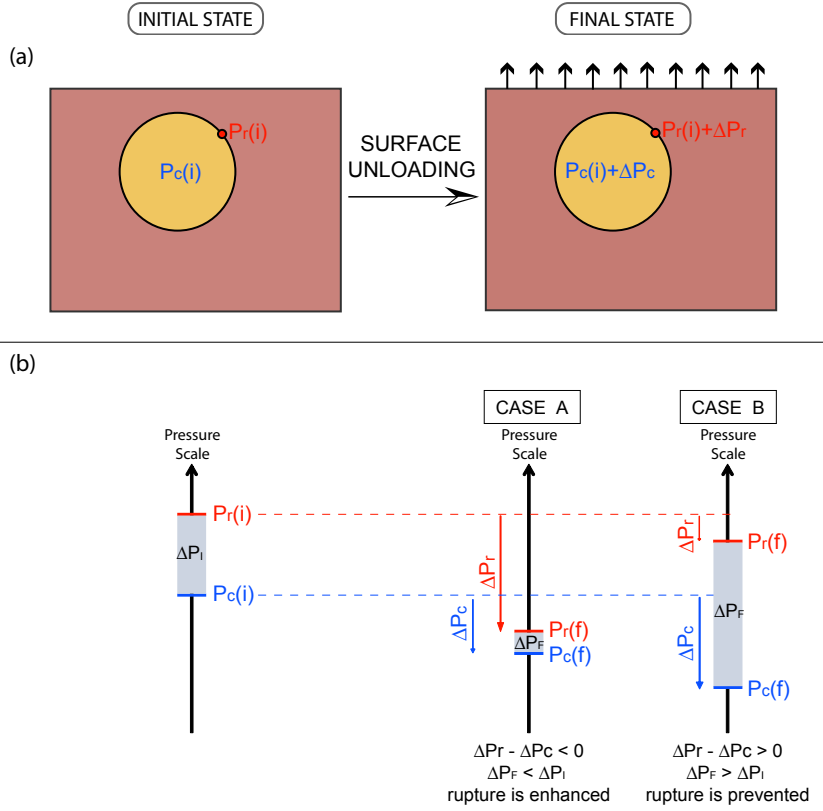 INITIAL STATE
FINAL STATE
(a)
Pr(i)
Pc(i)
SURFACE
UNLOADING
Pr(i)+ΔPr
Pc(i)+ΔPc
(b)
CASE A
CASE B
Pressure
Scale
Pressure
Scale
Pressure
Scale
Pr(i)
ΔPI
Pc(i)
ΔPr
ΔPc
Pr(f)
ΔPF
Pc(f)
ΔPr
Pr(f)
ΔPc
ΔPF
Pc(f)
ΔPr - ΔPc < 0
ΔPF < ΔPI
rupture is enhanced
ΔPr - ΔPc > 0
ΔPF > ΔPI
rupture is prevented